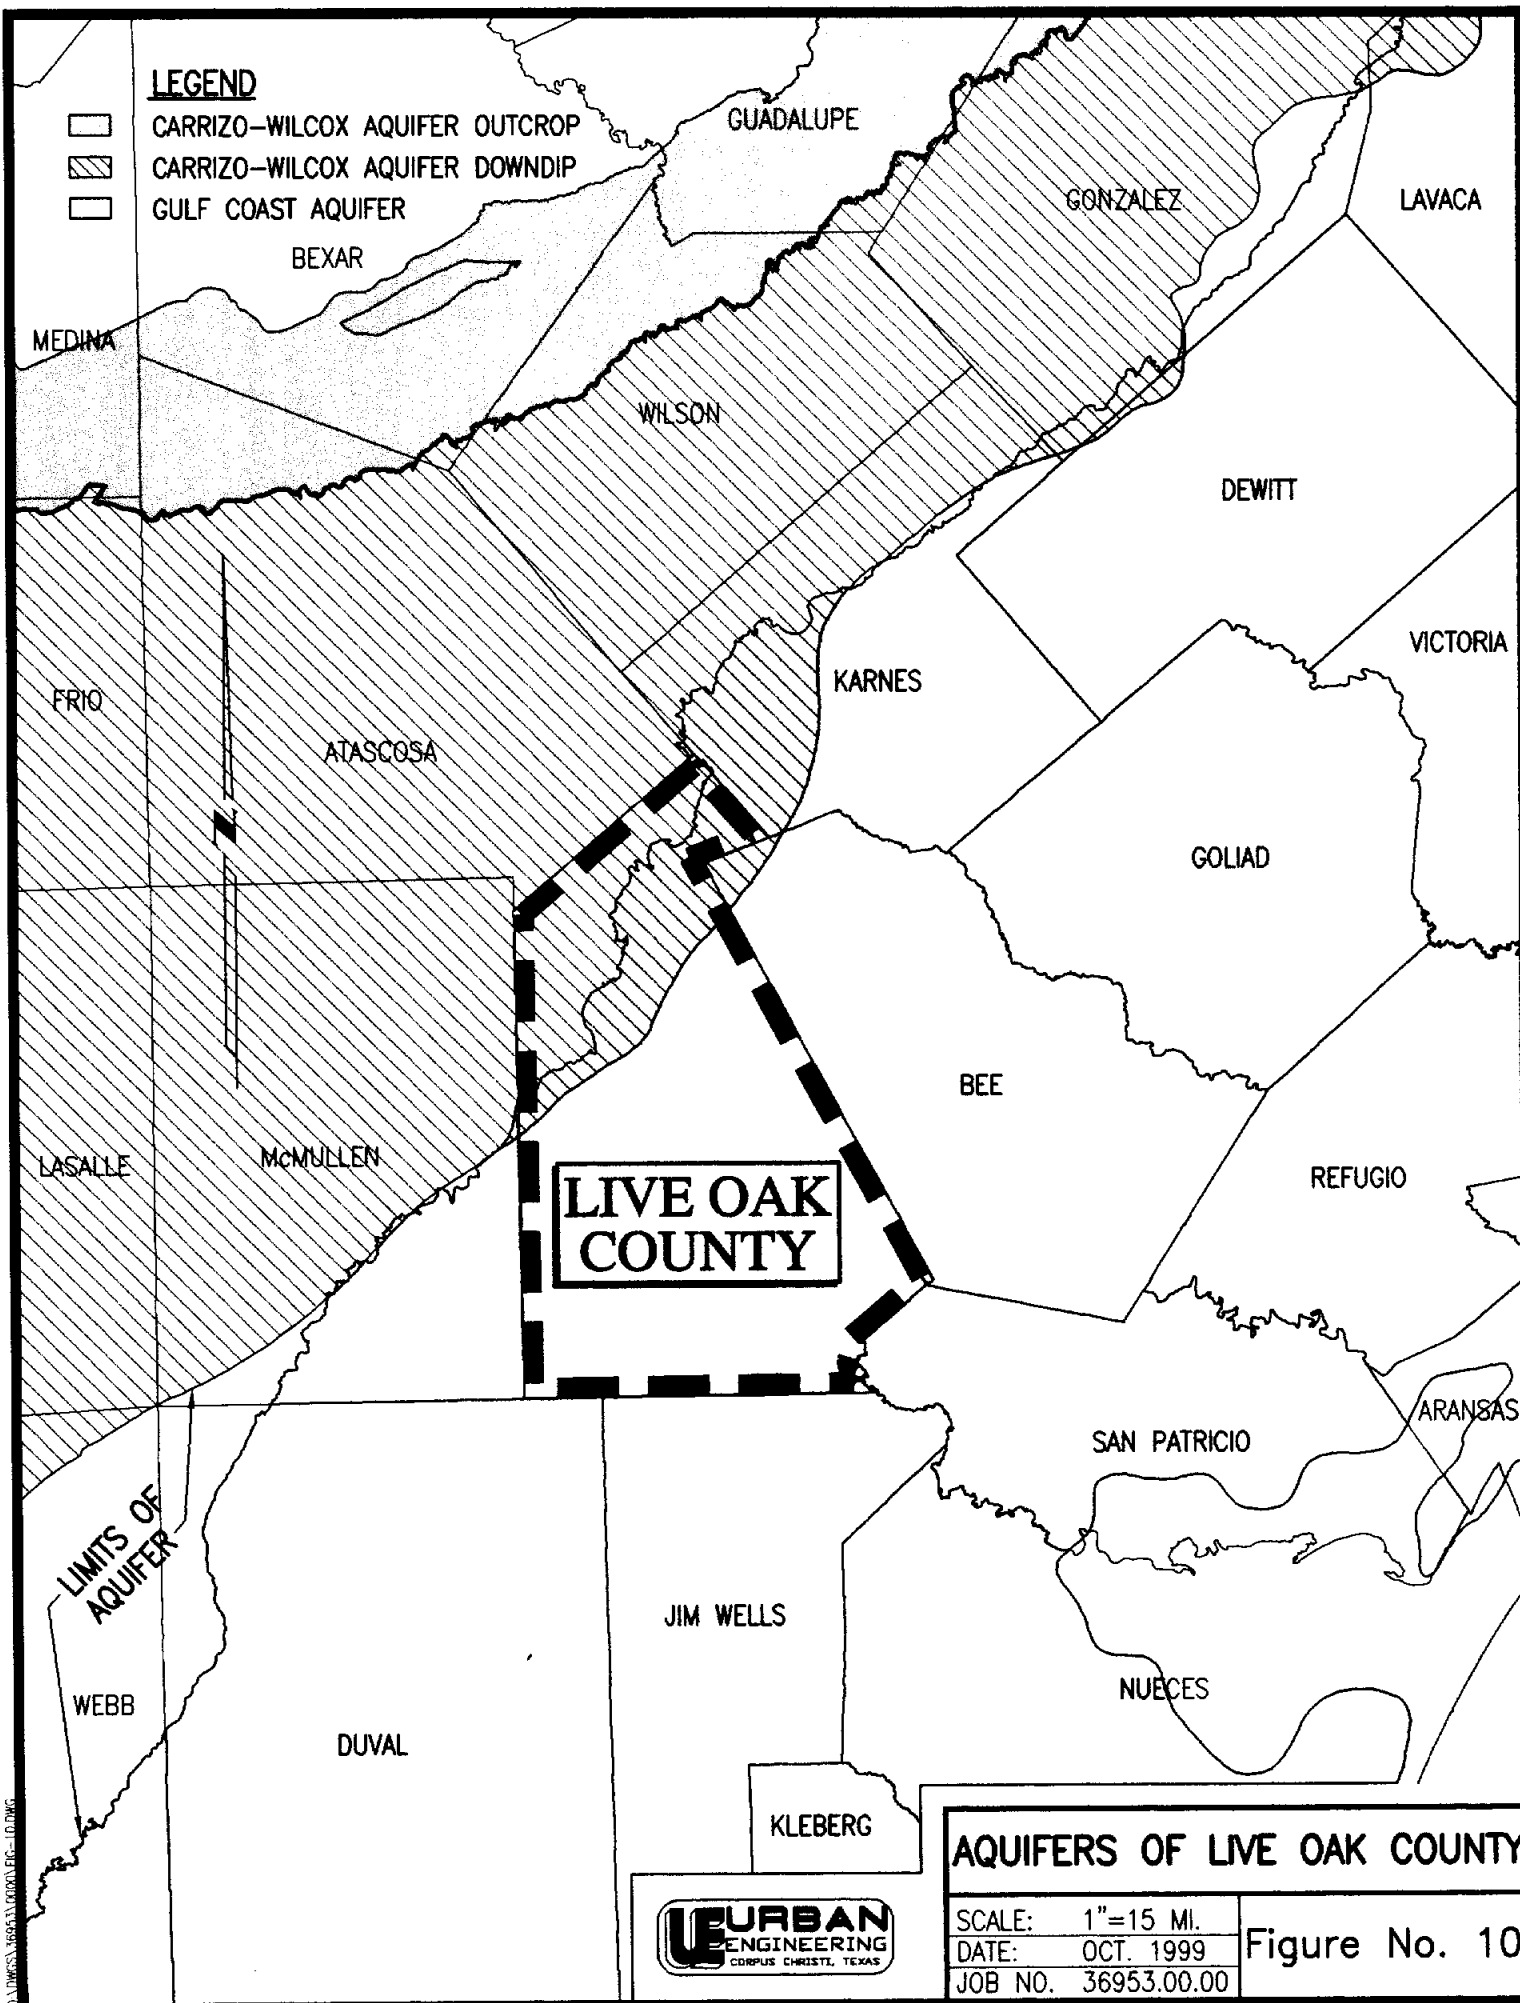 LEGEND
CARRIZO-WILCOX AQUIFER OUTCROP
CARRIZO-WILCOX AQUIFER DOWNDIP
GULF COAST AQUIFER
GUADALUPE
GONZALEZ
LAVACA
BEXAR
MEDINA
WILSON
DEWITT
VICTORIA
KARNES
FRIO
ATASCOSA
N
GOLIAD
BEE
LASALLE
McMULLEN
REFUGIO
LIVE OAK
COUNTY
ARANSAS
SAN PATRICIO
LIMITS OF
AQUIFER
JIM WELLS
NUECES
WEBB
DUVAL
KLEBERG
AQUIFERS OF LIVE OAK COUNTY
UE URBAN
ENGINEERING
CORPUS CHRISTI, TEXAS
SCALE: 1"=15 MI.
DATE: OCT. 1999
JOB NO. 36953.00.00
Figure No. 10